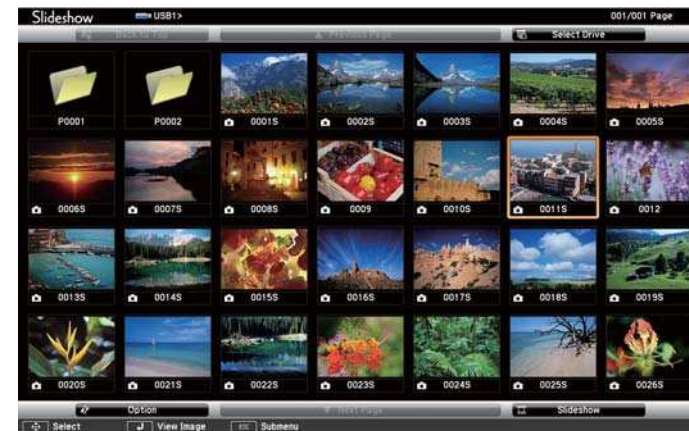 Slideshow USB1> 001/001 Page
Back to Top Previous Page Select Drive
P0001 P0002 0001S 0002S 0003S 0004S 0005S
0006S 0007S 0008S 0009 0010S 0011S 0012
0013S 0014S 0015S 0016S 0017S 0018S 0019S
0020S 0021S 0022S 0023S 0024S 0025S 0026S
Option Next Page Slideshow
Select View Image Esc Submenu